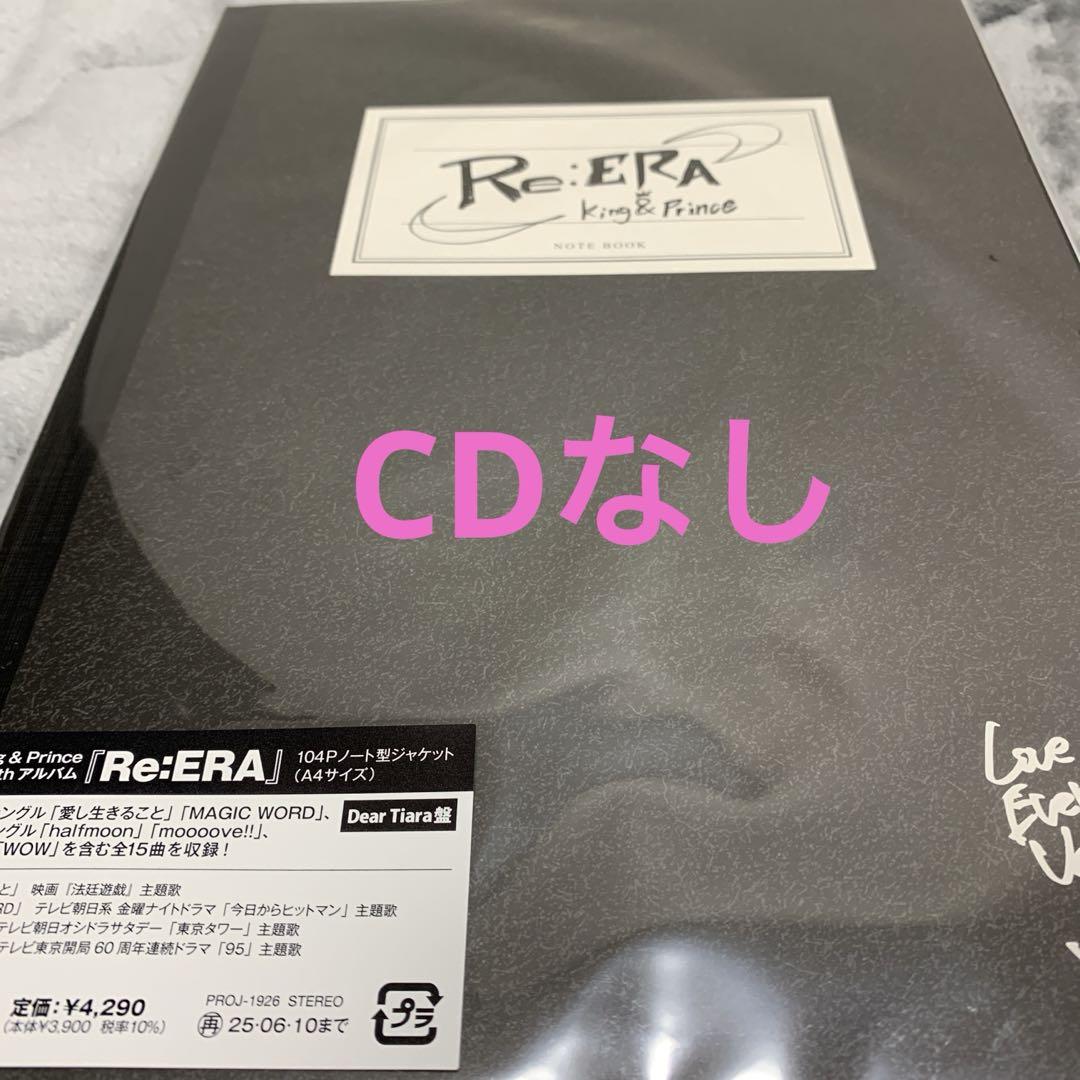 Re:ERA
King & Prince
NOTE BOOK
CDなし
Love
& Prince
アルバム『Re:ERA』 104Pノート型ジャケット
(A4サイズ)
「愛し生きること」「MAGIC WORD」、
「halfmoon」「moooove!!」、 Dear Tiara盤
「WOW」を含む全15曲を収録!
と」 映画『法廷遊戯』主題歌
RD」 テレビ朝日系 金曜ナイトドラマ「今日からヒットマン」主題歌
テレビ朝日オシドラサタデー「東京タワー」主題歌
テレビ東京開局60周年連続ドラマ「95」主題歌
定価:¥4,290
(本体¥3,900 税率10%)
PROJ-1926 STEREO
再 25・06・10まで
プラ